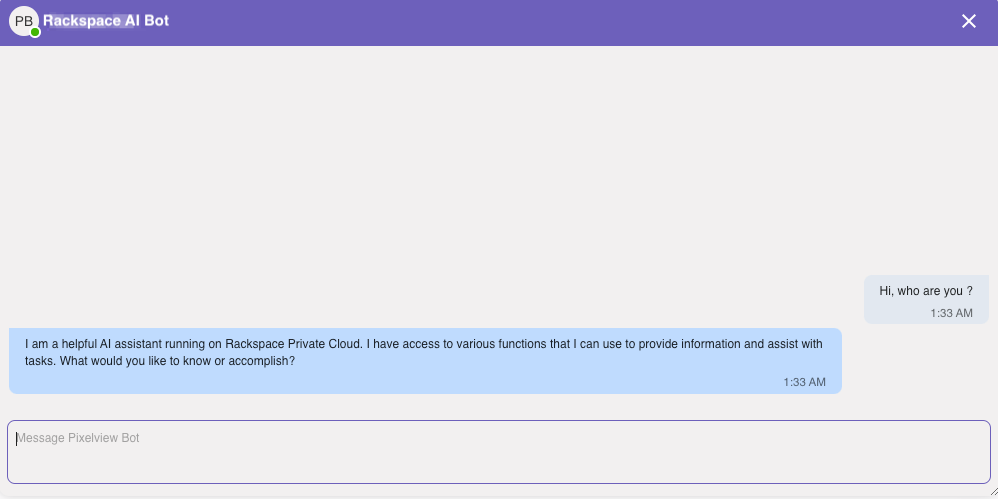 PB Rackspace AI Bot
Hi, who are you ?
1:33 AM
I am a helpful AI assistant running on Rackspace Private Cloud. I have access to various functions that I can use to provide information and assist with
tasks. What would you like to know or accomplish?
1:33 AM
Message Pixelview Bot